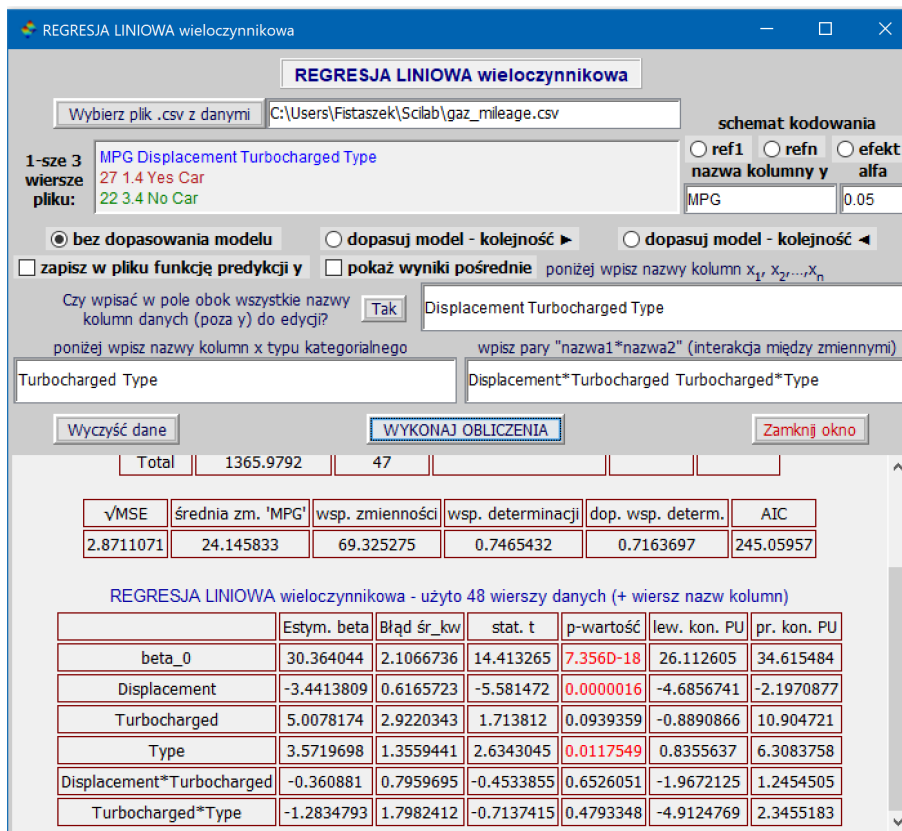 REGRESJA LINIOWA wieloczynnikowa
REGRESJA LINIOWA wieloczynnikowa
Wybierz plik .csv z danymi C:\Users\Fistaszek\Scilab\gaz_mileage.csv
schemat kodowania
1-sze 3 wiersze pliku:
MPG Displacement Turbocharged Type
27 1.4 Yes Car
22 3.4 No Car
ref1 refn efekt
nazwa kolumny y alfa
MPG 0.05
bez dopasowania modelu dopasuj model - kolejność ► dopasuj model - kolejność ◄
zapisz w pliku funkcję predykcji y pokaż wyniki pośrednie poniżej wpisz nazwy kolumn x1, x2,...,xn
Czy wpisać w pole obok wszystkie nazwy
kolumn danych (poza y) do edycji?
Tak
Displacement Turbocharged Type
poniżej wpisz nazwy kolumn x typu kategorialnego wpisz pary "nazwa1*nazwa2" (interakcja między zmiennymi)
Turbocharged Type Displacement*Turbocharged Turbocharged*Type
Wyczyść dane WYKONAJ OBLICZENIA Zamknij okno
Total 1365.9792 47
√MSE średnia zm. 'MPG' wsp. zmienności wsp. determinacji dop. wsp. determ. AIC
2.8711071 24.145833 69.325275 0.7465432 0.7163697 245.05957
REGRESJA LINIOWA wieloczynnikowa - użyto 48 wierszy danych (+ wiersz nazw kolumn)
Estym. beta Błąd śr_kw stat. t p-wartość lew. kon. PU pr. kon. PU
beta_0 30.364044 2.1066736 14.413265 7.356D-18 26.112605 34.615484
Displacement -3.4413809 0.6165723 -5.581472 0.0000016 -4.6856741 -2.1970877
Turbocharged 5.0078174 2.9220343 1.713812 0.0939359 -0.8890866 10.904721
Type 3.5719698 1.3559441 2.6343045 0.0117549 0.8355637 6.3083758
Displacement*Turbocharged -0.360881 0.7959695 -0.4533855 0.6526051 -1.9672125 1.2454505
Turbocharged*Type -1.2834793 1.7982412 -0.7137415 0.4793348 -4.9124769 2.3455183